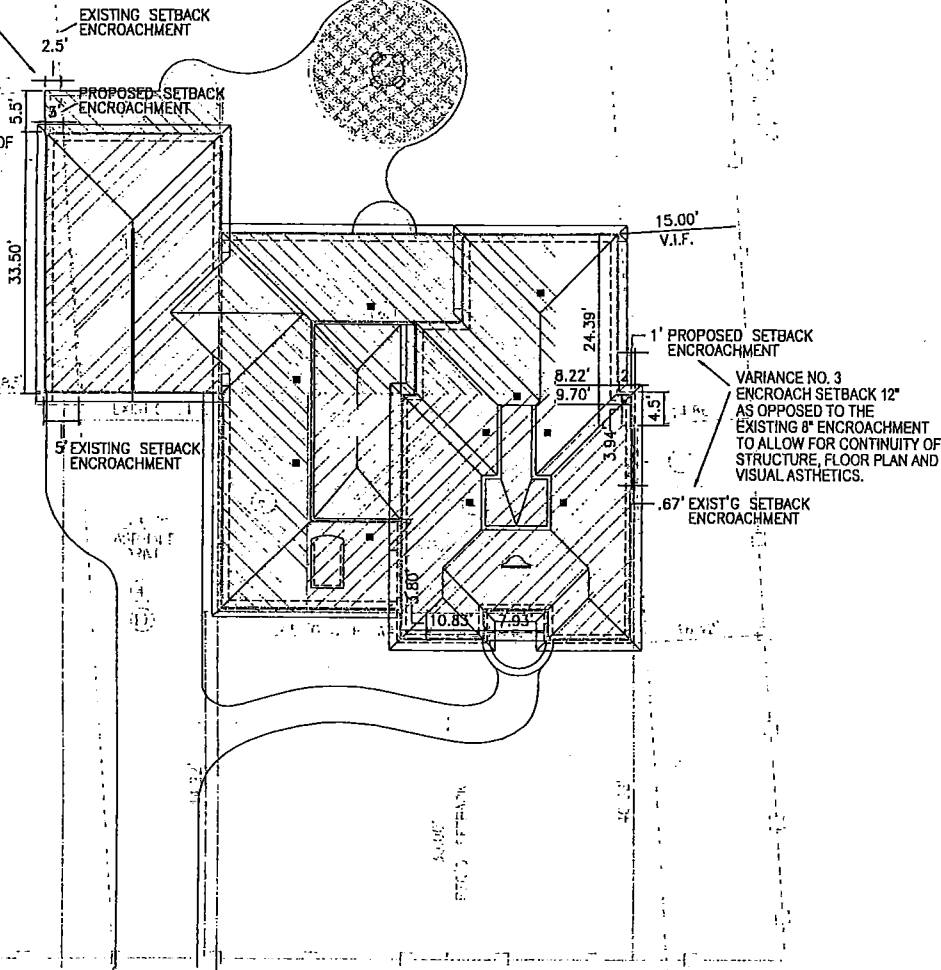 EXISTING SETBACK
ENCROACHMENT
2.5'
PROPOSED SETBACK
ENCROACHMENT
3'
5.5'
OF
33.50'
15.00'
V.I.F.
24.39'
1' PROPOSED SETBACK
ENCROACHMENT
8.22'
9.70'
2'
4.5'
3.94'
VARIANCE NO. 3
ENCROACH SETBACK 12"
AS OPPOSED TO THE
EXISTING 8" ENCROACHMENT
TO ALLOW FOR CONTINUITY OF
STRUCTURE, FLOOR PLAN AND
VISUAL ASTHETICS.
5' EXISTING SETBACK
ENCROACHMENT
.67' EXIST'G SETBACK
ENCROACHMENT
3.80'
10.83'
7.93'